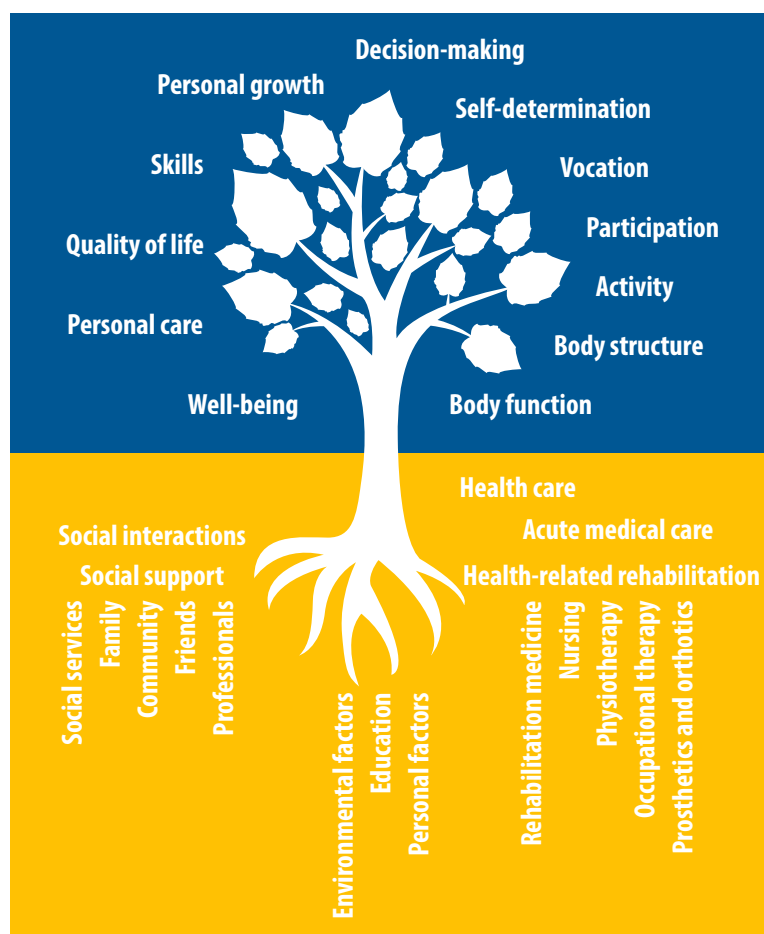 Decision-making
Personal growth
Self-determination
Skills
Vocation
Participation
Quality of life
Activity
Personal care
Body structure
Well-being
Body function
Health care
Social interactions
Acute medical care
Social support
Health-related rehabilitation
Social services
Family
Community
Friends
Professionals
Environmental factors
Education
Personal factors
Rehabilitation medicine
Nursing
Physiotherapy
Occupational therapy
Prosthetics and orthotics